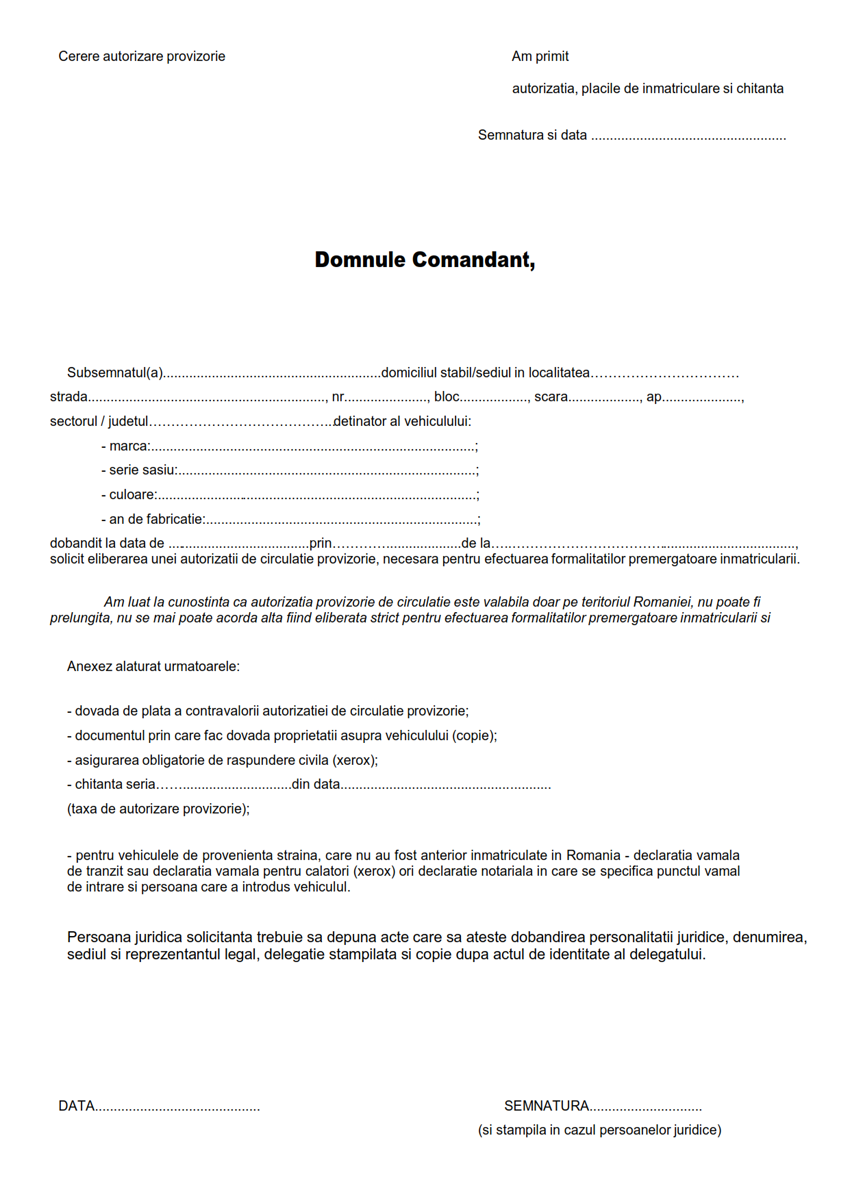 Cerere autorizare provizorie
Am primit
autorizatia, placile de inmatriculare si chitanta
Semnatura si data ....................................................
Domnule Comandant,
Subsemnatul(a)..........................................................domiciliul stabil/sediul in localitatea……………………………
strada..............................................................., nr......................, bloc.................., scara..................., ap.....................,
sectorul / judetul…………………………………...detinator al vehiculului:
- marca:......................................................................................;
- serie sasiu:...............................................................................;
- culoare:.....................................................................................;
- an de fabricatie:........................................................................;
dobandit la data de ......................................prin…………....................de la…..……………………………....................................,
solicit eliberarea unei autorizatii de circulatie provizorie, necesara pentru efectuarea formalitatilor premergatoare inmatricularii.
Am luat la cunostinta ca autorizatia provizorie de circulatie este valabila doar pe teritoriul Romaniei, nu poate fi
prelungita, nu se mai poate acorda alta fiind eliberata strict pentru efectuarea formalitatilor premergatoare inmatricularii si
Anexez alaturat urmatoarele:
- dovada de plata a contravalorii autorizatiei de circulatie provizorie;
- documentul prin care fac dovada proprietatii asupra vehiculului (copie);
- asigurarea obligatorie de raspundere civila (xerox);
- chitanta seria……..............................din data........................................................
(taxa de autorizare provizorie);
- pentru vehiculele de provenienta straina, care nu au fost anterior inmatriculate in Romania - declaratia vamala
de tranzit sau declaratia vamala pentru calatori (xerox) ori declaratie notariala in care se specifica punctul vamal
de intrare si persoana care a introdus vehiculul.
Persoana juridica solicitanta trebuie sa depuna acte care sa ateste dobandirea personalitatii juridice, denumirea,
sediul si reprezentantul legal, delegatie stampilata si copie dupa actul de identitate al delegatului.
DATA............................................
SEMNATURA..............................
(si stampila in cazul persoanelor juridice)